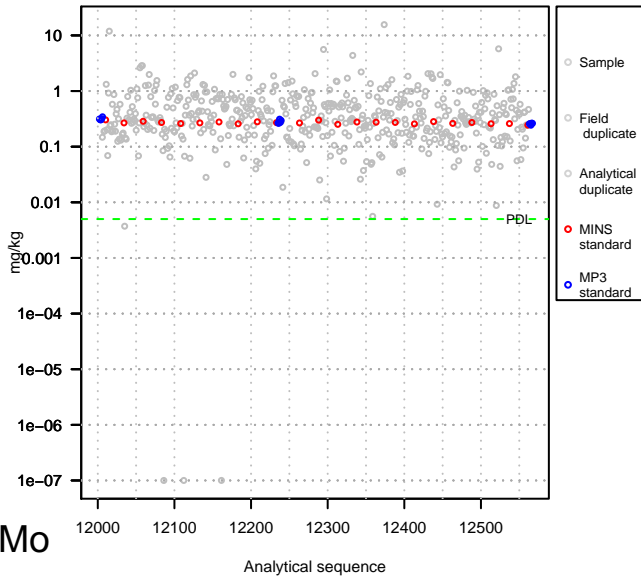 10
1
0.1
0.01
0.001
1e−04
1e−05
1e−06
1e−07
mg/kg
PDL
12000 12100 12200 12300 12400 12500
Analytical sequence
Mo
Sample
Field
duplicate
Analytical
duplicate
MINS
standard
MP3
standard